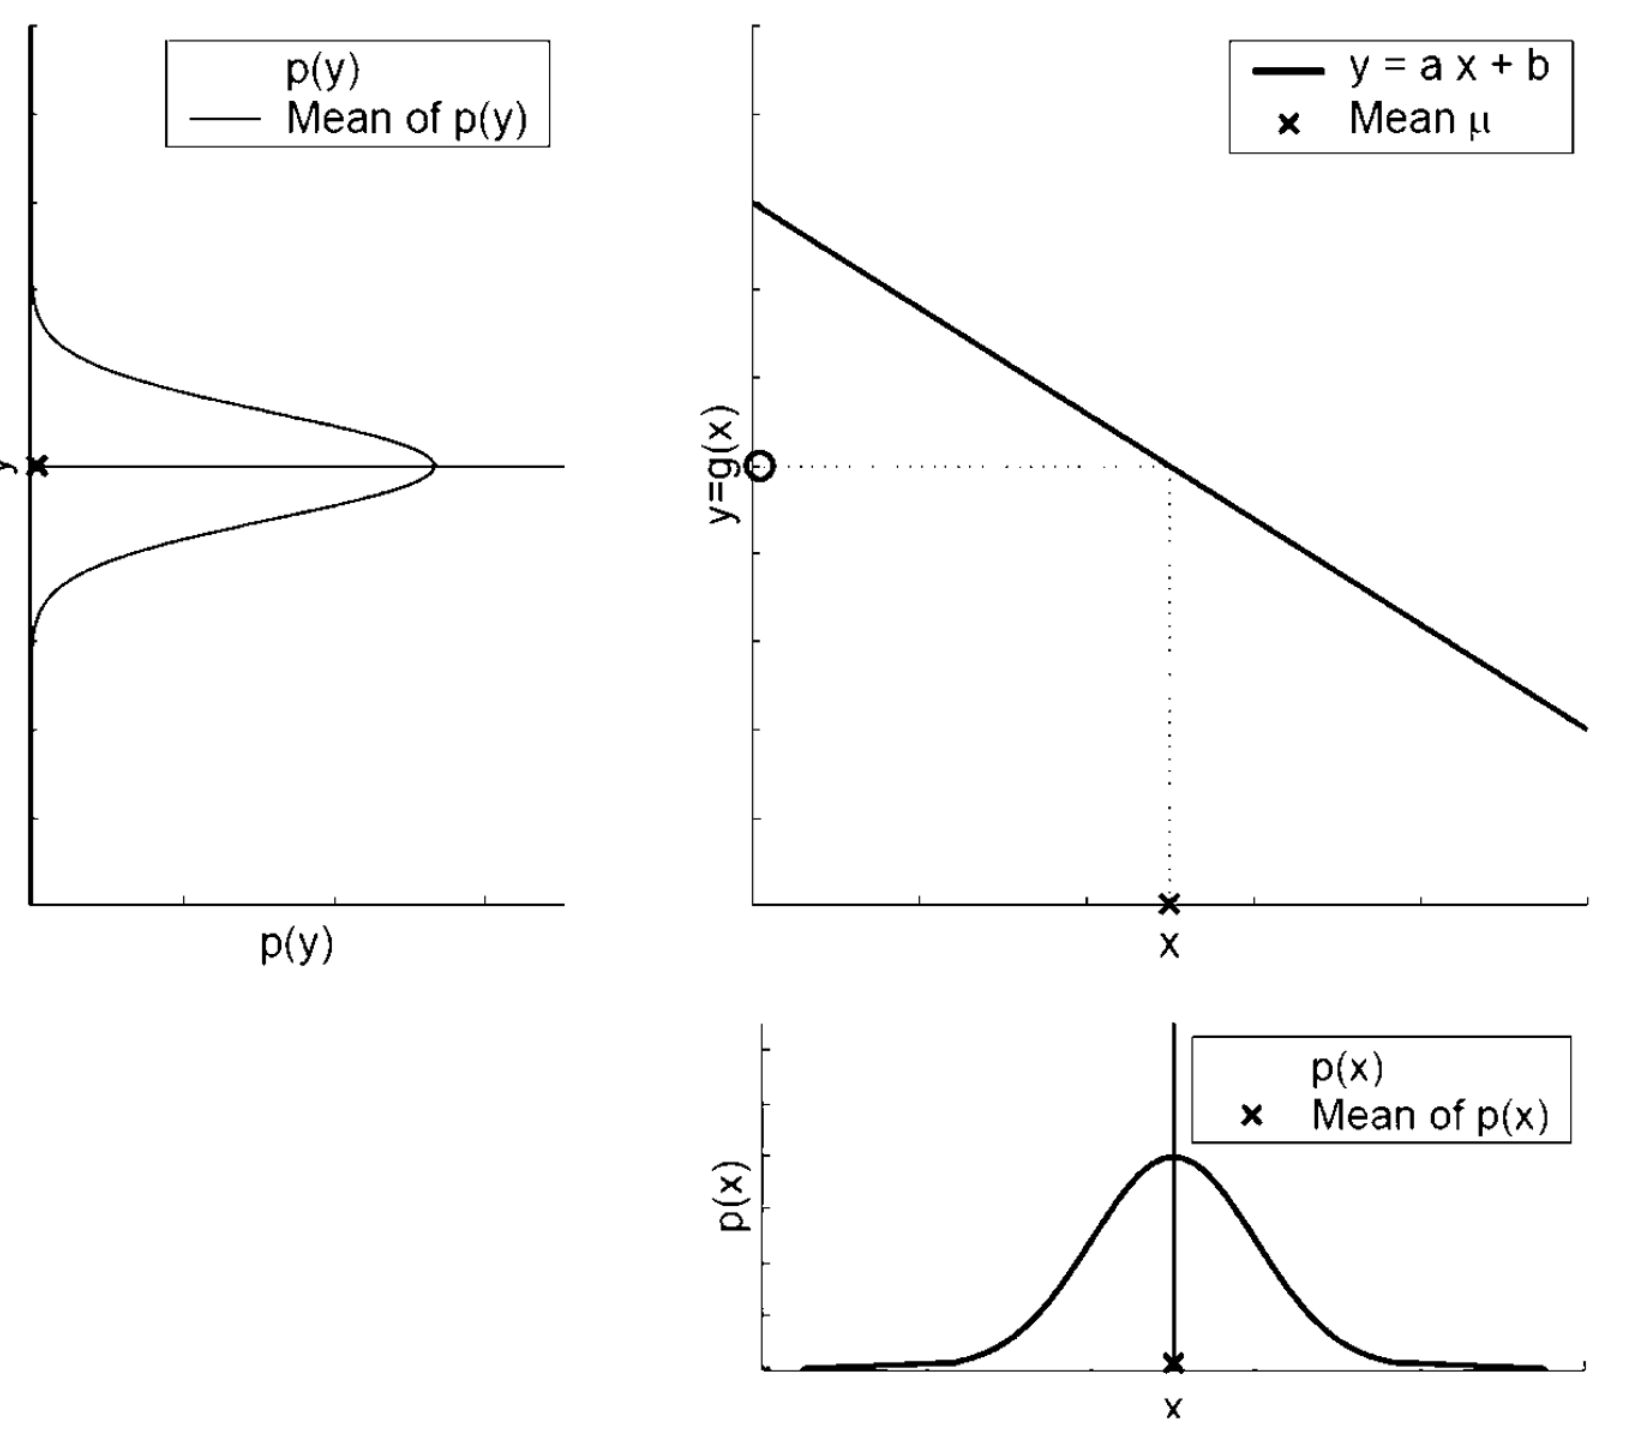 p(y)
Mean of p(y)
y = a x + b
Mean μ
y=g(x)
p(y)
x
p(x)
Mean of p(x)
p(x)
x